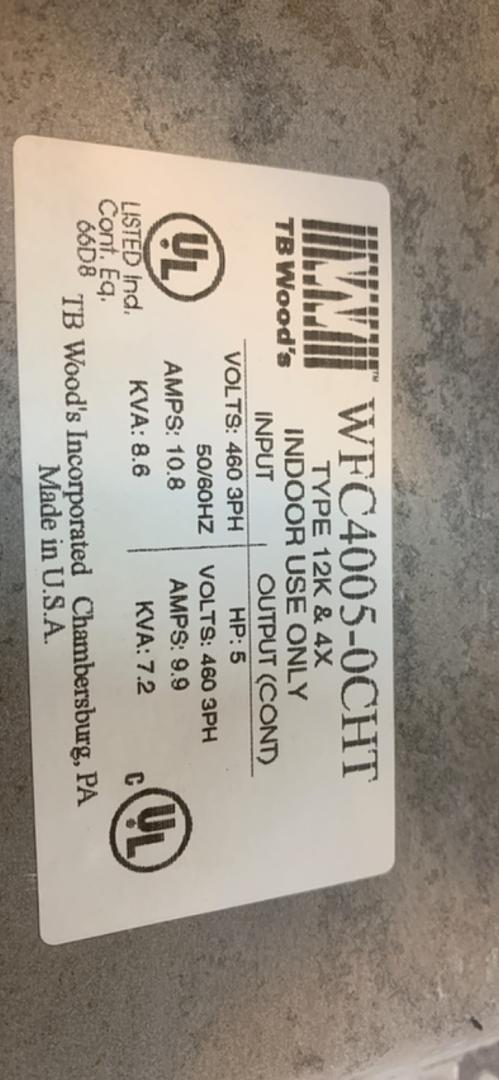 TB Wood's
WFC4005-0CHT
TYPE 12K & 4X
INDOOR USE ONLY
INPUT OUTPUT (CONT)
HP: 5
VOLTS: 460 3PH VOLTS: 460 3PH
50/60HZ
AMPS: 10.8 AMPS: 9.9
KVA: 8.6 KVA: 7.2
UL
LISTED Ind.
Cont. Eq.
66D8
c UL
TB Wood's Incorporated Chambersburg, PA
Made in U.S.A.